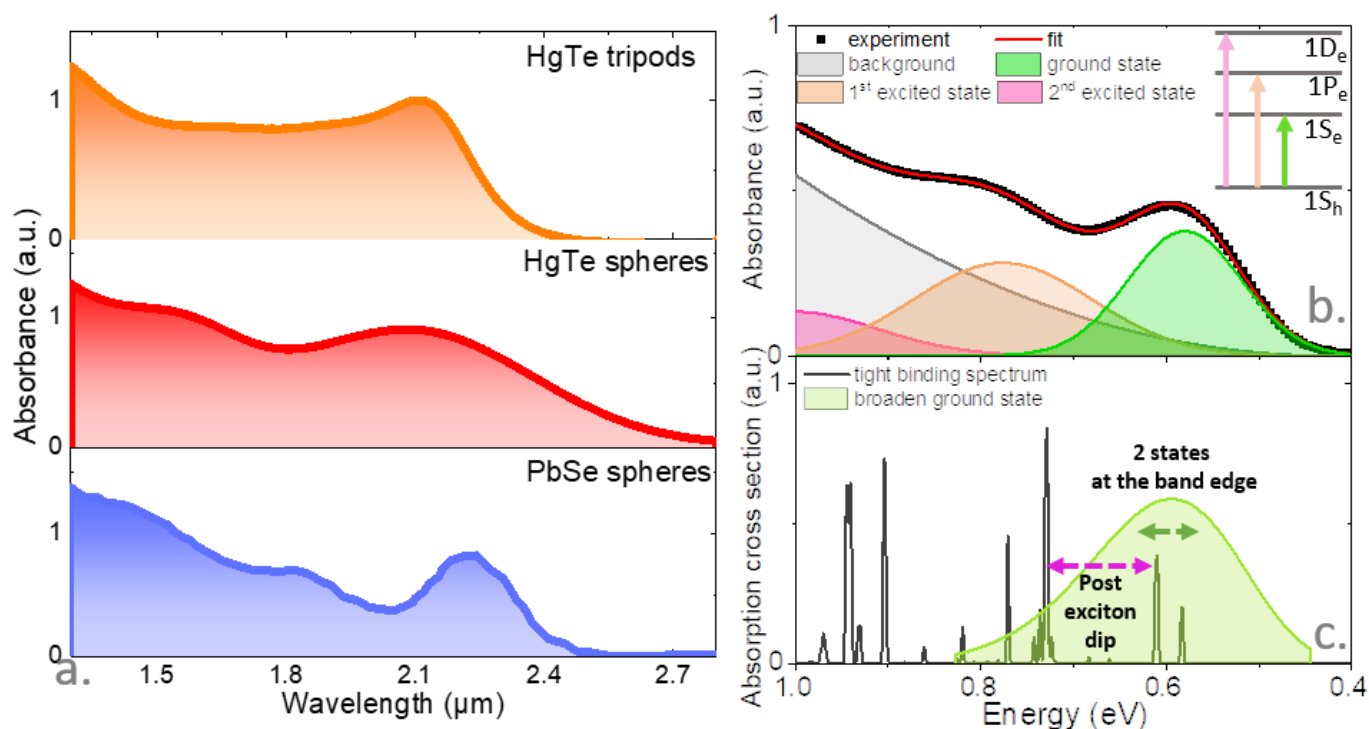 HgTe tripods
1
0
HgTe spheres
1
0
PbSe spheres
1
0
a.
1.5 1.8 2.1 2.4 2.7
Wavelength (µm)
Absorbance (a.u.)
1
experiment fit
background ground state
1st excited state 2nd excited state
1De
1Pe
1Se
1Sh
b.
0
Absorbance (a.u.)
1
tight binding spectrum
broaden ground state
2 states
at the band edge
Post
exciton
dip
c.
0
1.0 0.8 0.6 0.4
Energy (eV)
Absorption cross section (a.u.)